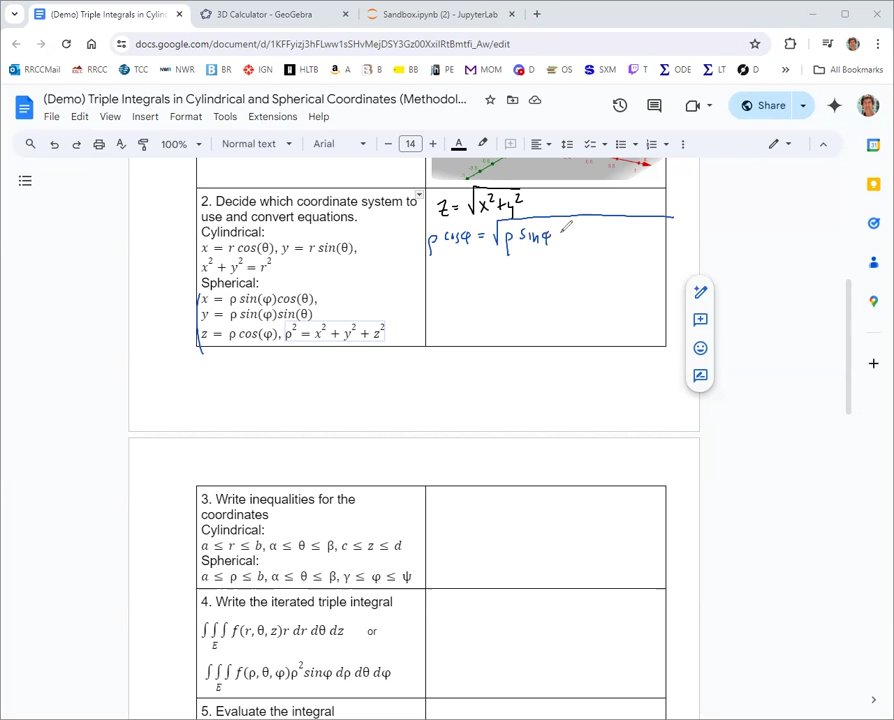 (Demo) Triple Integrals in Cylin
3D Calculator - GeoGebra
Sandbox.ipynb (2) - JupyterLab
docs.google.com/document/d/1KFFyizj3hFLww1sSHvMejDSY3Gz00XxiIRtBmtfi_Aw/edit
RRCCMail
RRCC
TCC
NWR
BR
IGN
HLTB
A
B
BB
PE
MOM
D
OS
SXM
T
ODE
LT
D
All Bookmarks
(Demo) Triple Integrals in Cylindrical and Spherical Coordinates (Methodol...
File Edit View Insert Format Tools Extensions Help
Share
100%
Normal text
Arial
14
2. Decide which coordinate system to
use and convert equations.
Cylindrical:
x = r cos(θ), y = r sin(θ),
x² + y² = r²
Spherical:
x = ρ sin(φ)cos(θ),
y = ρ sin(φ)sin(θ)
z = ρ cos(φ), ρ² = x² + y² + z²
z = √x²+y²
ρ cosφ = √ρ sinφ
3. Write inequalities for the
coordinates
Cylindrical:
a ≤ r ≤ b, α ≤ θ ≤ β, c ≤ z ≤ d
Spherical:
a ≤ ρ ≤ b, α ≤ θ ≤ β, γ ≤ φ ≤ ψ
4. Write the iterated triple integral
∫∫∫ f(r, θ, z)r dr dθ dz or
E
∫∫∫ f(ρ, θ, φ)ρ²sinφ dρ dθ dφ
E
5. Evaluate the integral